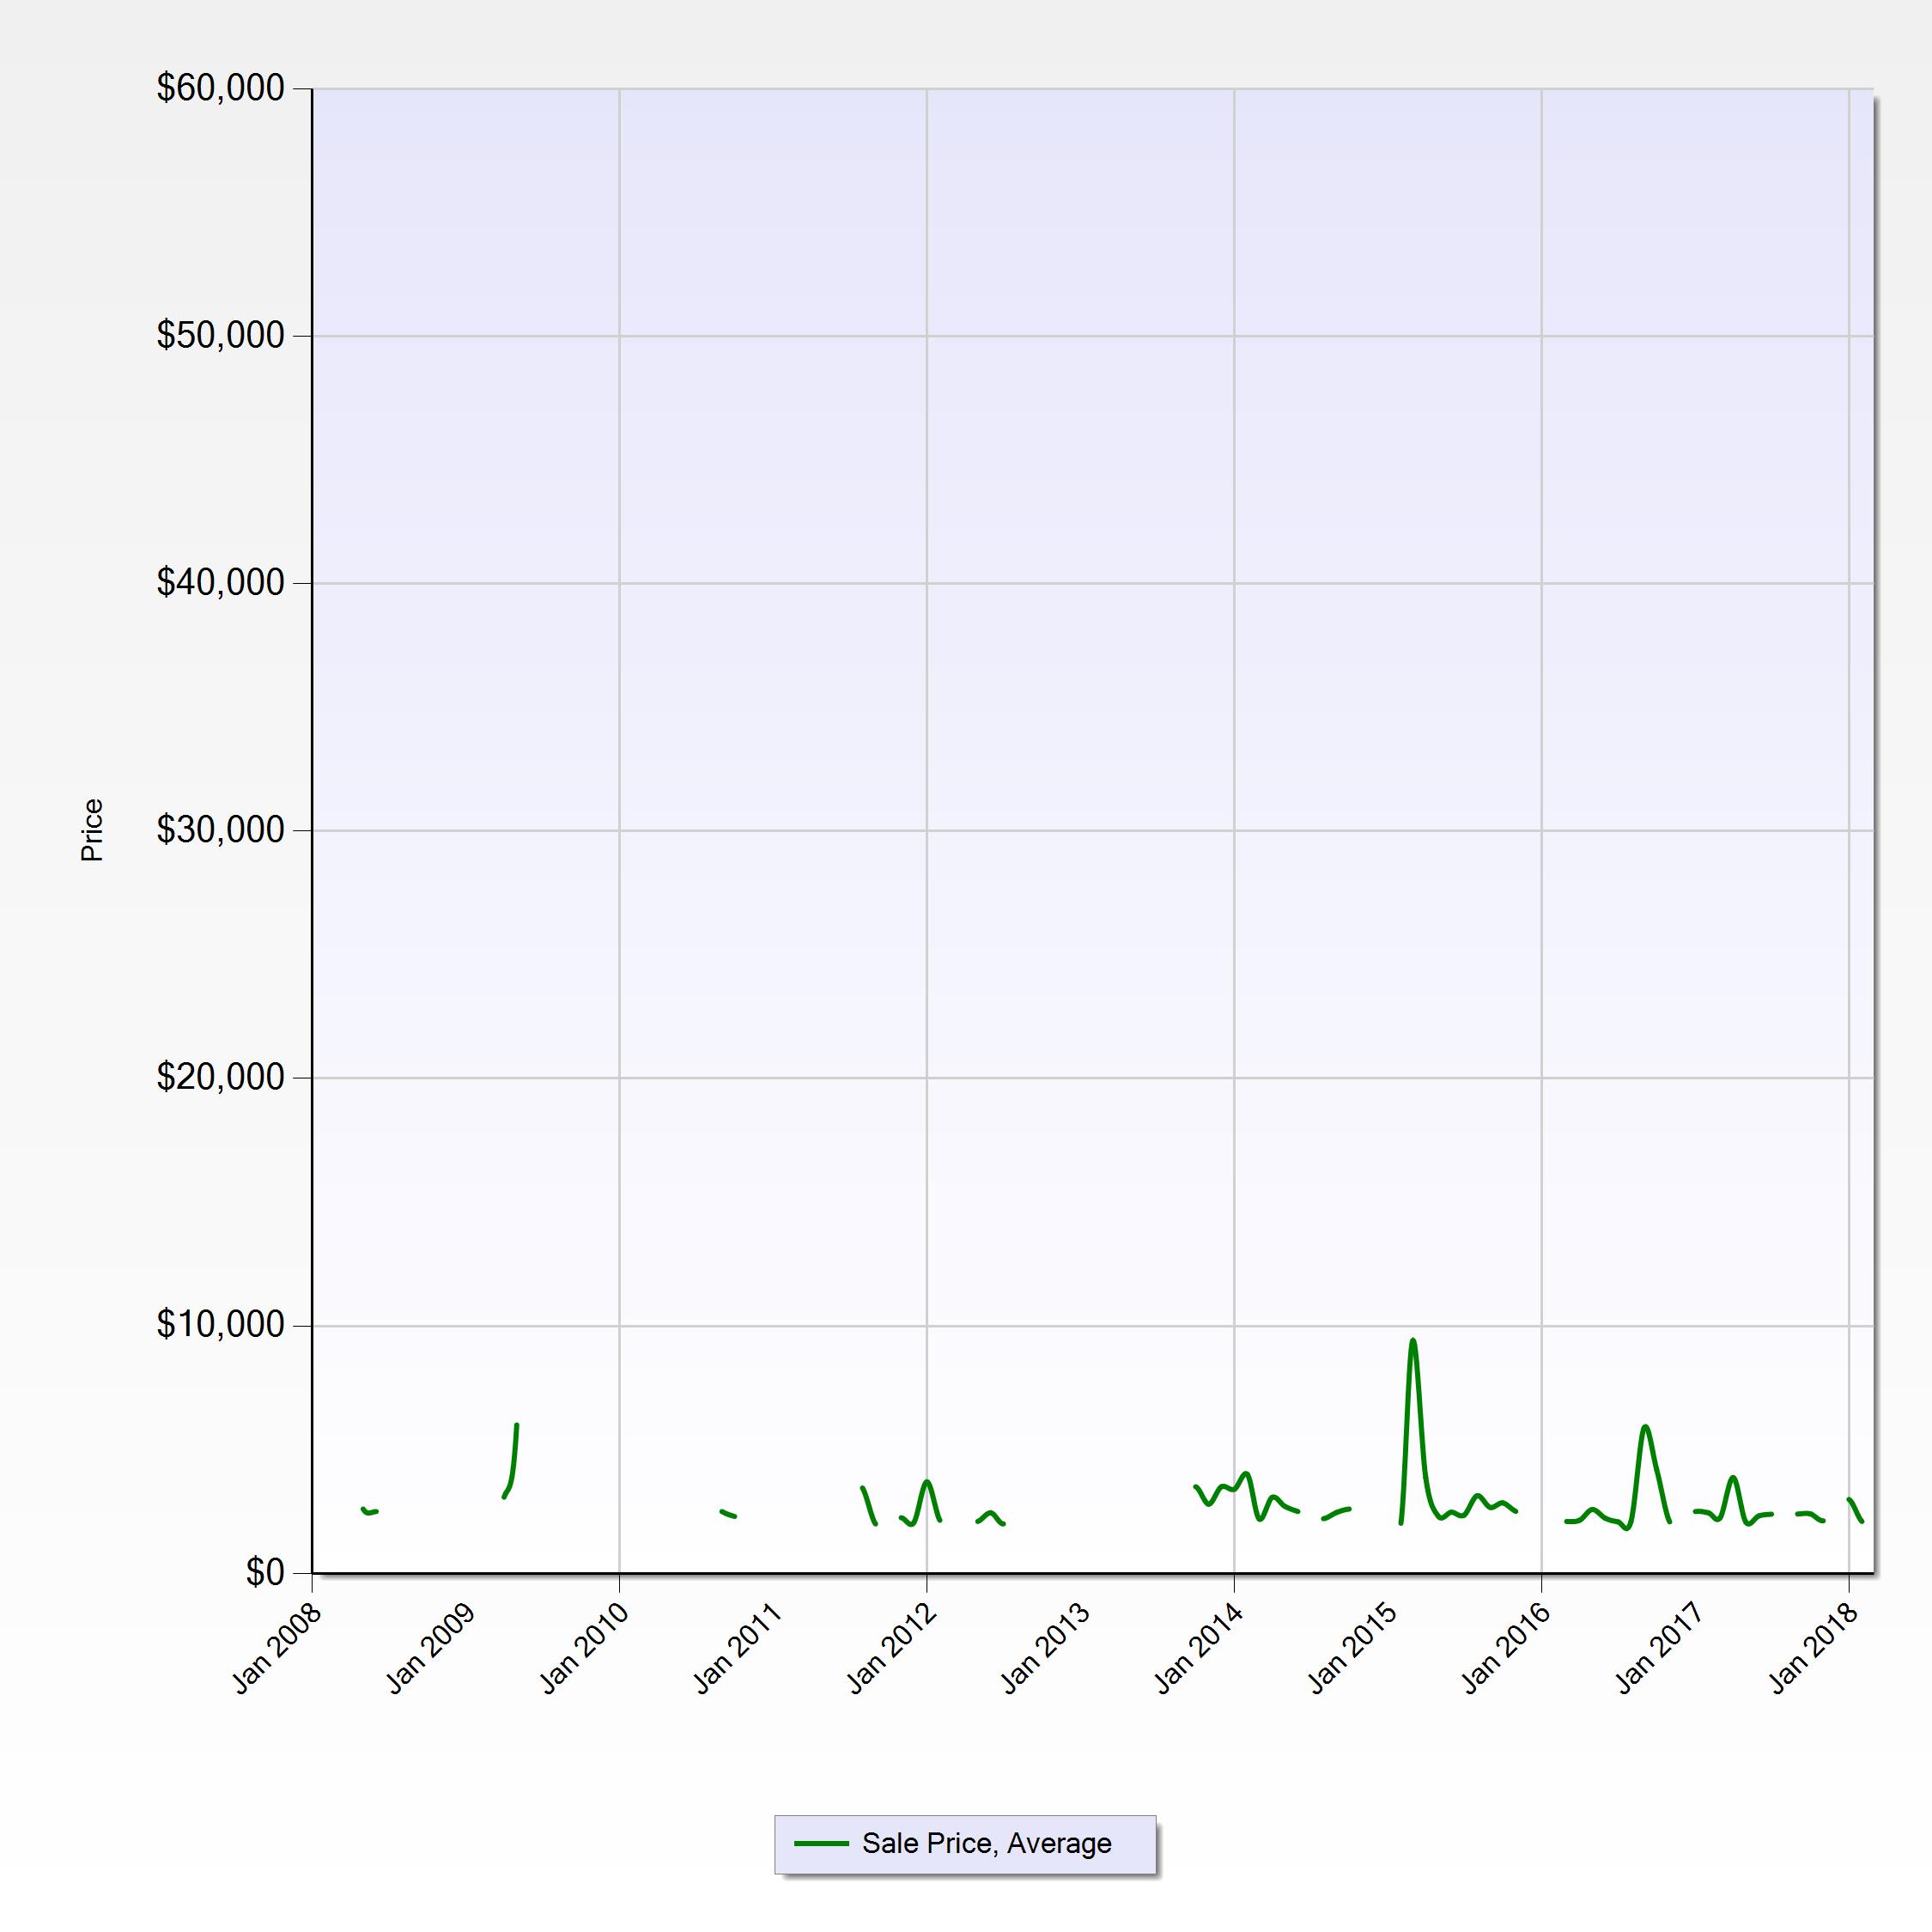 $60,000
$50,000
$40,000
$30,000
$20,000
$10,000
$0
Price
Jan 2008
Jan 2009
Jan 2010
Jan 2011
Jan 2012
Jan 2013
Jan 2014
Jan 2015
Jan 2016
Jan 2017
Jan 2018
Sale Price, Average